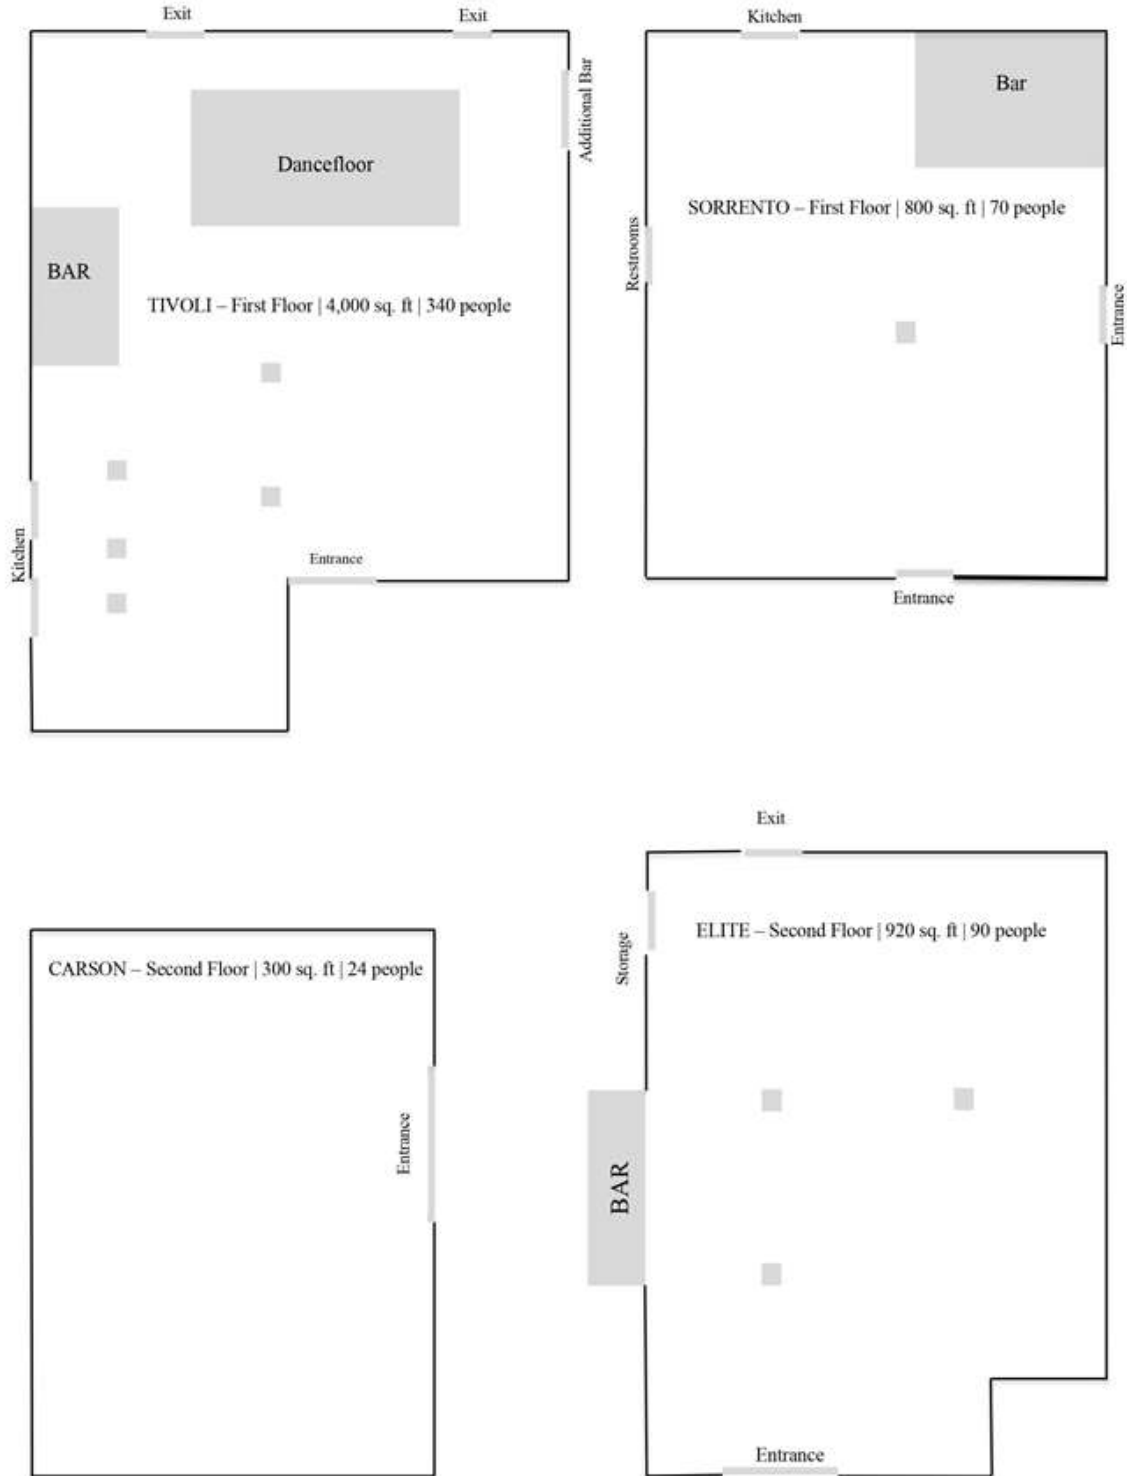 Exit
Exit
Additional Bar
Dancefloor
BAR
TIVOLI – First Floor | 4,000 sq. ft | 340 people
Kitchen
Entrance
Kitchen
Bar
SORRENTO – First Floor | 800 sq. ft | 70 people
Restrooms
Entrance
Entrance
CARSON – Second Floor | 300 sq. ft | 24 people
Entrance
Exit
ELITE – Second Floor | 920 sq. ft | 90 people
Storage
BAR
Entrance